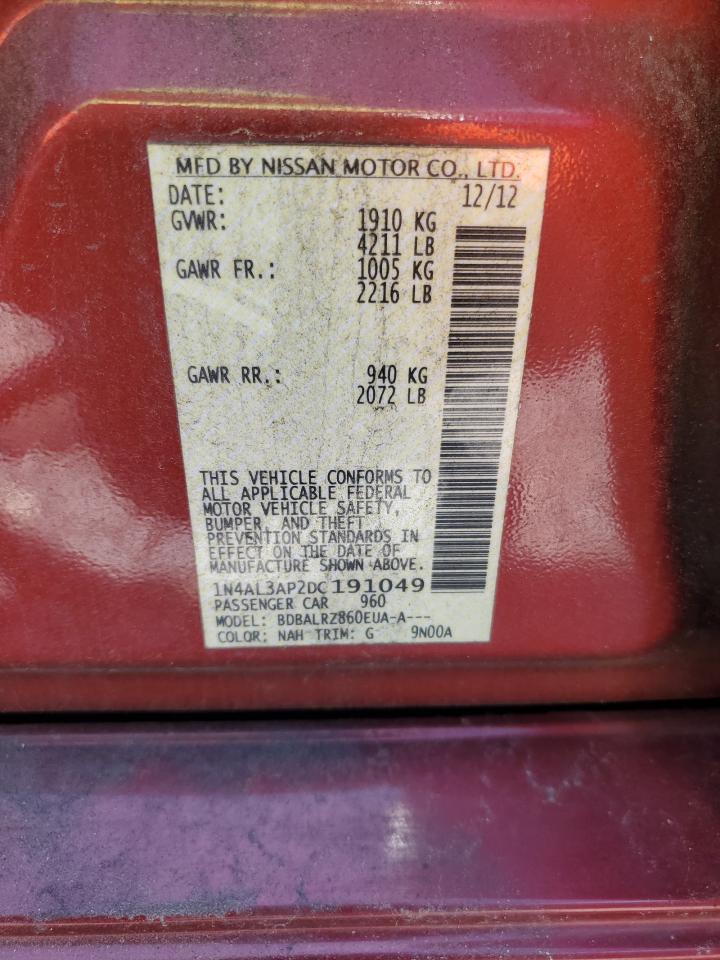 MFD BY NISSAN MOTOR CO., LTD.
DATE: 12/12
GVWR: 1910 KG
4211 LB
GAWR FR.: 1005 KG
2216 LB
GAWR RR.: 940 KG
2072 LB
THIS VEHICLE CONFORMS TO
ALL APPLICABLE FEDERAL
MOTOR VEHICLE SAFETY,
BUMPER, AND THEFT
PREVENTION STANDARDS IN
EFFECT ON THE DATE OF
MANUFACTURE SHOWN ABOVE.
1N4AL3AP2DC191049
PASSENGER CAR 960
MODEL: BDBALRZ860EUA-A---
COLOR: NAH TRIM: G 9N00A